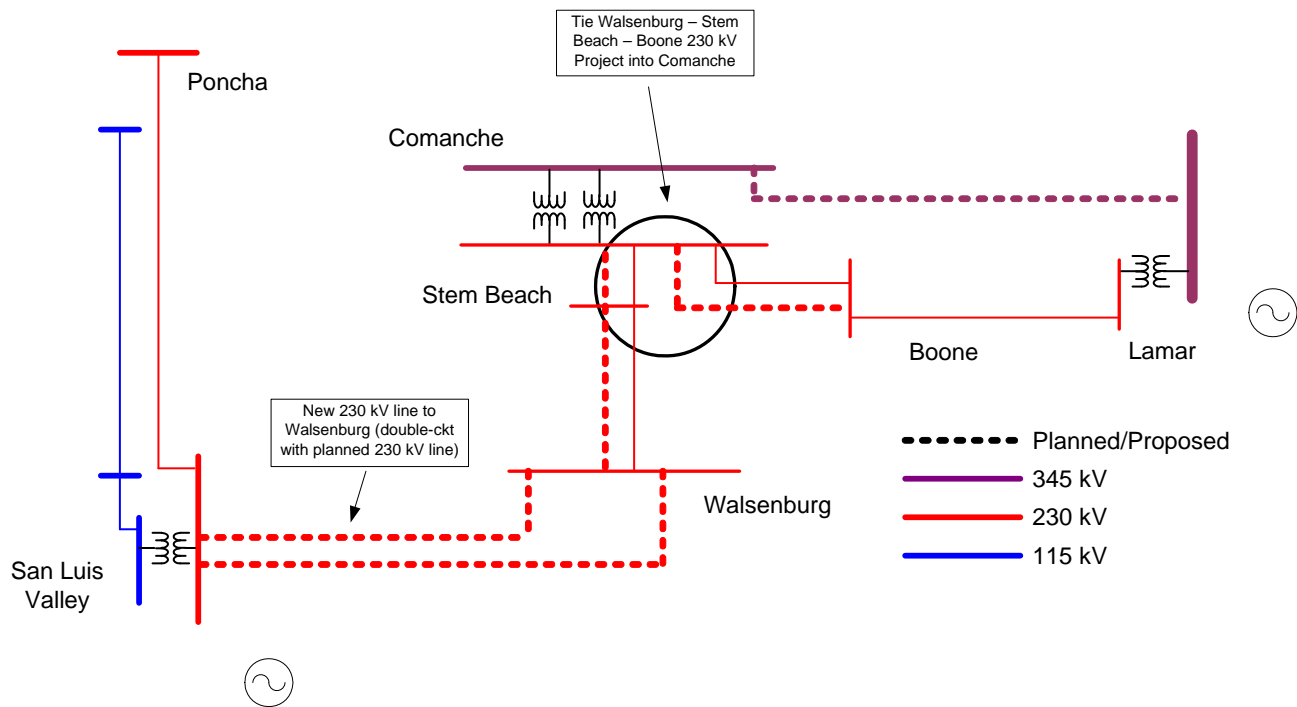 Tie Walsenburg – Stem
Beach – Boone 230 kV
Project into Comanche
Poncha
Comanche
Stem Beach
Boone
Lamar
New 230 kV line to
Walsenburg (double-ckt
with planned 230 kV line)
Walsenburg
San Luis
Valley
Planned/Proposed
345 kV
230 kV
115 kV